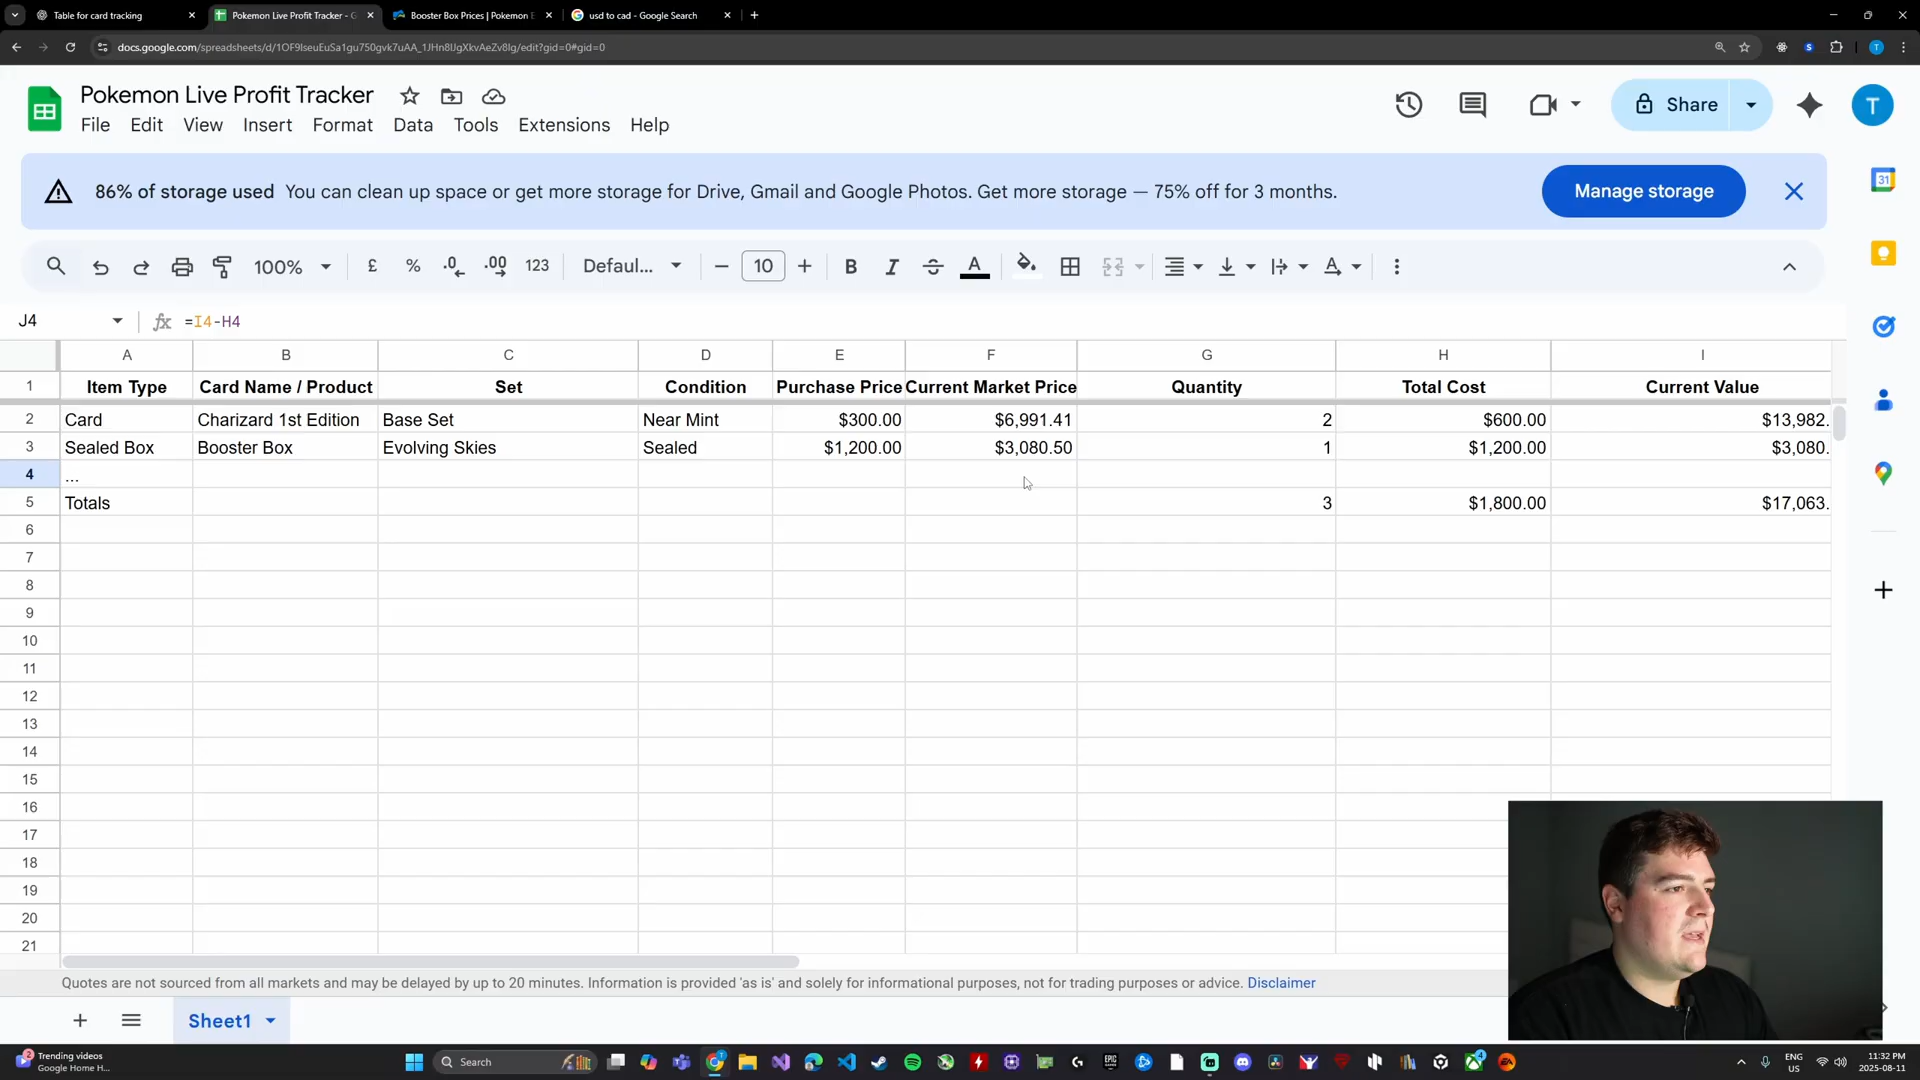 Table for card tracking
Pokemon Live Profit Tracker - G
Booster Box Prices | Pokemon E
usd to cad - Google Search
docs.google.com/spreadsheets/d/1OF9lseuEuSa1gu750gvk7uAA_1JHn8lJgXkvAeZv8Ig/edit?gid=0#gid=0
Pokemon Live Profit Tracker
File Edit View Insert Format Data Tools Extensions Help
Share
T
86% of storage used You can clean up space or get more storage for Drive, Gmail and Google Photos. Get more storage — 75% off for 3 months.
Manage storage
100% £ % .0 .00 123 Defaul... 10 B I A
J4 fx =I4-H4
A B C D E F G H I
1 Item Type Card Name / Product Set Condition Purchase Price Current Market Price Quantity Total Cost Current Value
2 Card Charizard 1st Edition Base Set Near Mint $300.00 $6,991.41 2 $600.00 $13,982.
3 Sealed Box Booster Box Evolving Skies Sealed $1,200.00 $3,080.50 1 $1,200.00 $3,080.
4 ...
5 Totals 3 $1,800.00 $17,063.
6
7
8
9
10
11
12
13
14
15
16
17
18
19
20
21
Quotes are not sourced from all markets and may be delayed by up to 20 minutes. Information is provided 'as is' and solely for informational purposes, not for trading purposes or advice. Disclaimer
Sheet1
Trending videos
Google Home H...
Search
ENG
US
11:32 PM
2025-08-11